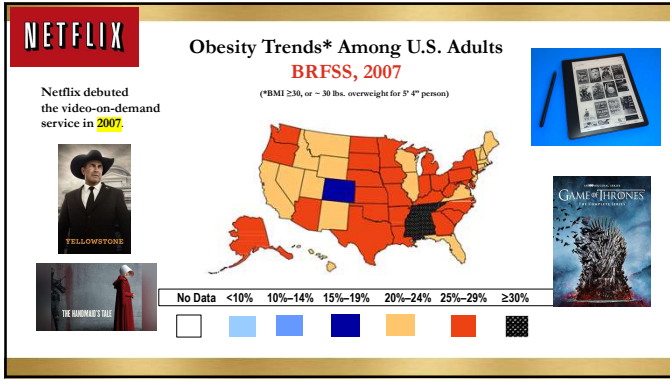 NETFLIX
Obesity Trends* Among U.S. Adults
BRFSS, 2007
(*BMI ≥30, or ~ 30 lbs. overweight for 5’ 4” person)
Netflix debuted
the video-on-demand
service in 2007.
YELLOWSTONE
THE HANDMAID'S TALE
GAME OF THRONES
THE COMPLETE SERIES
No Data <10% 10%–14% 15%–19% 20%–24% 25%–29% ≥30%